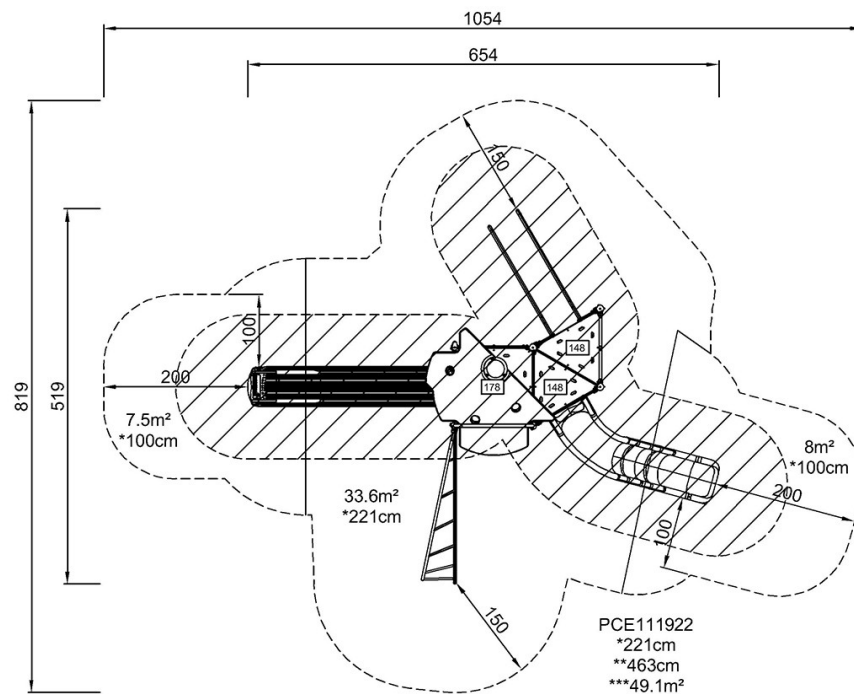 1054
654
150
819
519
100
148
148
178
200
7.5m²
*100cm
8m²
*100cm
200
33.6m²
*221cm
100
150
PCE111922
*221cm
**463cm
***49.1m²